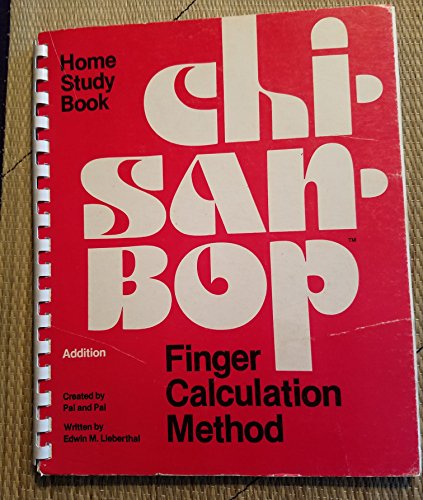 Home
Study
Book
Chi·
SAN·
BOP™
Addition
Finger
Calculation
Method
Created by
Pai and Pai
Written by
Edwin M. Lieberthal